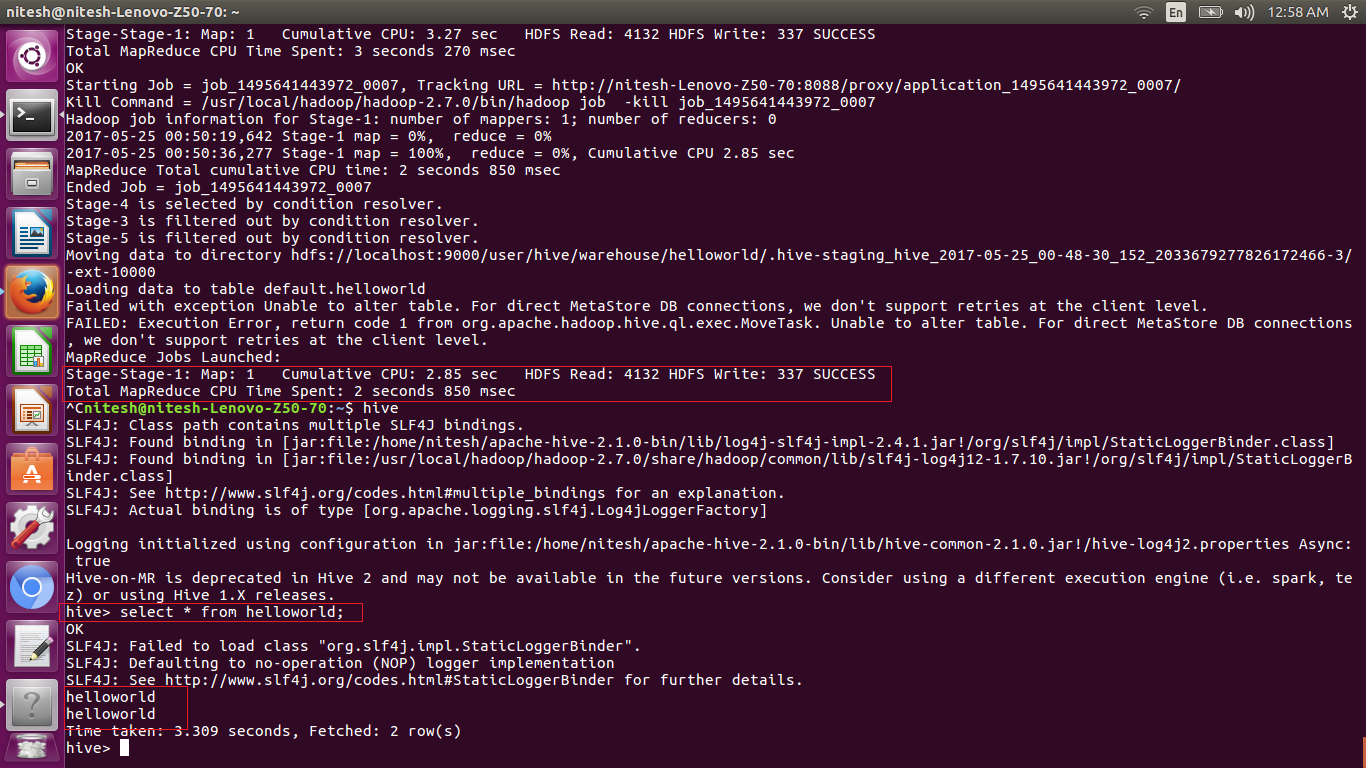 nitesh@nitesh-Lenovo-Z50-70: ~
En
12:58 AM
Stage-Stage-1: Map: 1   Cumulative CPU: 3.27 sec   HDFS Read: 4132 HDFS Write: 337 SUCCESS
Total MapReduce CPU Time Spent: 3 seconds 270 msec
OK
Starting Job = job_1495641443972_0007, Tracking URL = http://nitesh-Lenovo-Z50-70:8088/proxy/application_1495641443972_0007/
Kill Command = /usr/local/hadoop/hadoop-2.7.0/bin/hadoop job  -kill job_1495641443972_0007
Hadoop job information for Stage-1: number of mappers: 1; number of reducers: 0
2017-05-25 00:50:19,642 Stage-1 map = 0%,  reduce = 0%
2017-05-25 00:50:36,277 Stage-1 map = 100%,  reduce = 0%, Cumulative CPU 2.85 sec
MapReduce Total cumulative CPU time: 2 seconds 850 msec
Ended Job = job_1495641443972_0007
Stage-4 is selected by condition resolver.
Stage-3 is filtered out by condition resolver.
Stage-5 is filtered out by condition resolver.
Moving data to directory hdfs://localhost:9000/user/hive/warehouse/helloworld/.hive-staging_hive_2017-05-25_00-48-30_152_2033679277826172466-3/
-ext-10000
Loading data to table default.helloworld
Failed with exception Unable to alter table. For direct MetaStore DB connections, we don't support retries at the client level.
FAILED: Execution Error, return code 1 from org.apache.hadoop.hive.ql.exec.MoveTask. Unable to alter table. For direct MetaStore DB connections
, we don't support retries at the client level.
MapReduce Jobs Launched:
Stage-Stage-1: Map: 1   Cumulative CPU: 2.85 sec   HDFS Read: 4132 HDFS Write: 337 SUCCESS
Total MapReduce CPU Time Spent: 2 seconds 850 msec
^Cnitesh@nitesh-Lenovo-Z50-70:~$ hive
SLF4J: Class path contains multiple SLF4J bindings.
SLF4J: Found binding in [jar:file:/home/nitesh/apache-hive-2.1.0-bin/lib/log4j-slf4j-impl-2.4.1.jar!/org/slf4j/impl/StaticLoggerBinder.class]
SLF4J: Found binding in [jar:file:/usr/local/hadoop/hadoop-2.7.0/share/hadoop/common/lib/slf4j-log4j12-1.7.10.jar!/org/slf4j/impl/StaticLoggerB
inder.class]
SLF4J: See http://www.slf4j.org/codes.html#multiple_bindings for an explanation.
SLF4J: Actual binding is of type [org.apache.logging.slf4j.Log4jLoggerFactory]
Logging initialized using configuration in jar:file:/home/nitesh/apache-hive-2.1.0-bin/lib/hive-common-2.1.0.jar!/hive-log4j2.properties Async:
 true
Hive-on-MR is deprecated in Hive 2 and may not be available in the future versions. Consider using a different execution engine (i.e. spark, te
z) or using Hive 1.X releases.
hive> select * from helloworld;
OK
SLF4J: Failed to load class "org.slf4j.impl.StaticLoggerBinder".
SLF4J: Defaulting to no-operation (NOP) logger implementation
SLF4J: See http://www.slf4j.org/codes.html#StaticLoggerBinder for further details.
helloworld
helloworld
Time taken: 3.309 seconds, Fetched: 2 row(s)
hive>